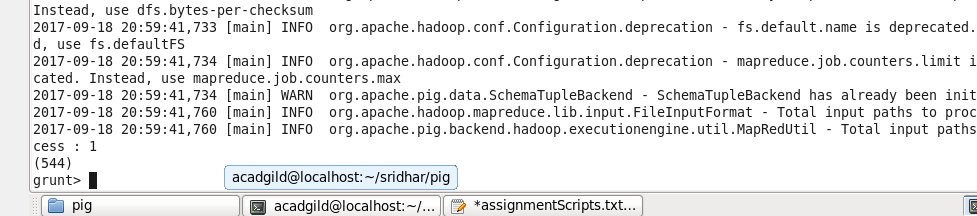 Instead, use dfs.bytes-per-checksum
2017-09-18 20:59:41,733 [main] INFO  org.apache.hadoop.conf.Configuration.deprecation - fs.default.name is deprecated.
d, use fs.defaultFS
2017-09-18 20:59:41,734 [main] INFO  org.apache.hadoop.conf.Configuration.deprecation - mapreduce.job.counters.limit i
cated. Instead, use mapreduce.job.counters.max
2017-09-18 20:59:41,734 [main] WARN  org.apache.pig.data.SchemaTupleBackend - SchemaTupleBackend has already been init
2017-09-18 20:59:41,760 [main] INFO  org.apache.hadoop.mapreduce.lib.input.FileInputFormat - Total input paths to proc
2017-09-18 20:59:41,760 [main] INFO  org.apache.pig.backend.hadoop.executionengine.util.MapRedUtil - Total input paths
cess : 1
(544)
grunt>
acadgild@localhost:~/sridhar/pig
pig
acadgild@localhost:~/...
*assignmentScripts.txt...